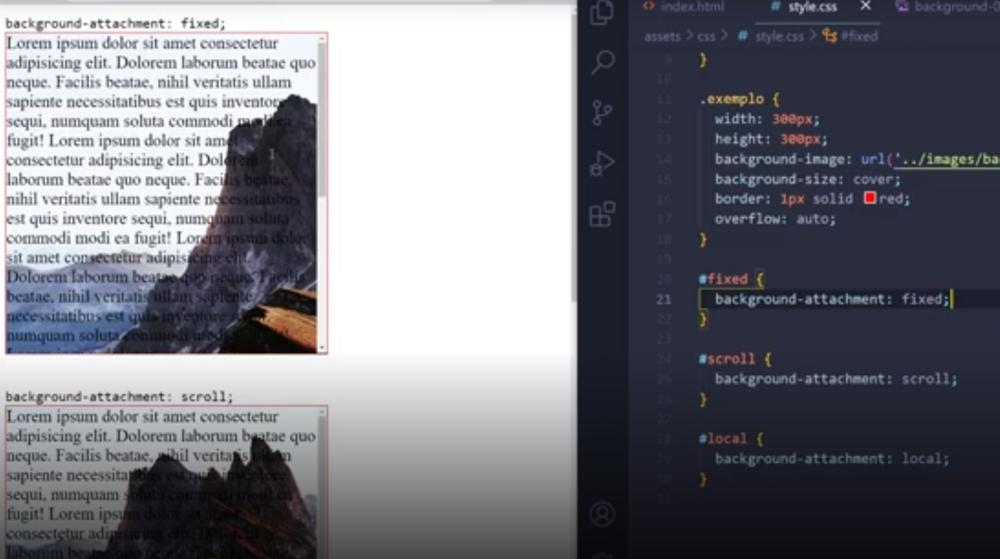 background-attachment: fixed;
Lorem ipsum dolor sit amet consectetur
adipisicing elit. Dolorem laborum beatae quo
neque. Facilis beatae, nihil veritatis ullam
sapiente necessitatibus est quis inventore
sequi, numquam soluta commodi modi ea
fugit! Lorem ipsum dolor sit amet
consectetur adipisicing elit. Dolorem
laborum beatae quo neque. Facilis beatae,
nihil veritatis ullam sapiente necessitatibus
est quis inventore sequi, numquam soluta
commodi modi ea fugit! Lorem ipsum dolor
sit amet consectetur adipisicing elit.
Dolorem laborum beatae quo neque. Facilis
beatae, nihil veritatis ullam sapiente
necessitatibus est quis inventore sequi,
numquam soluta commodi modi
background-attachment: scroll;
Lorem ipsum dolor sit amet consectetur
adipisicing elit. Dolorem laborum beatae quo
neque. Facilis beatae, nihil veritatis ullam
sapiente necessitatibus est quis inventore
sequi, numquam soluta commodi modi ea
fugit! Lorem ipsum dolor sit amet
consectetur adipisicing elit. Dolorem
laborum beatae quo neque. Facilis beatae,
index.html # style.css background-0
assets > css > # style.css > #fixed
9 }
10
11 .exemplo {
12 width: 300px;
13 height: 300px;
14 background-image: url('../images/ba
15 background-size: cover;
16 border: 1px solid red;
17 overflow: auto;
18 }
19
20 #fixed {
21 background-attachment: fixed;
22 }
23
24 #scroll {
25 background-attachment: scroll;
26 }
27
28 #local {
29 background-attachment: local;
30 }
31